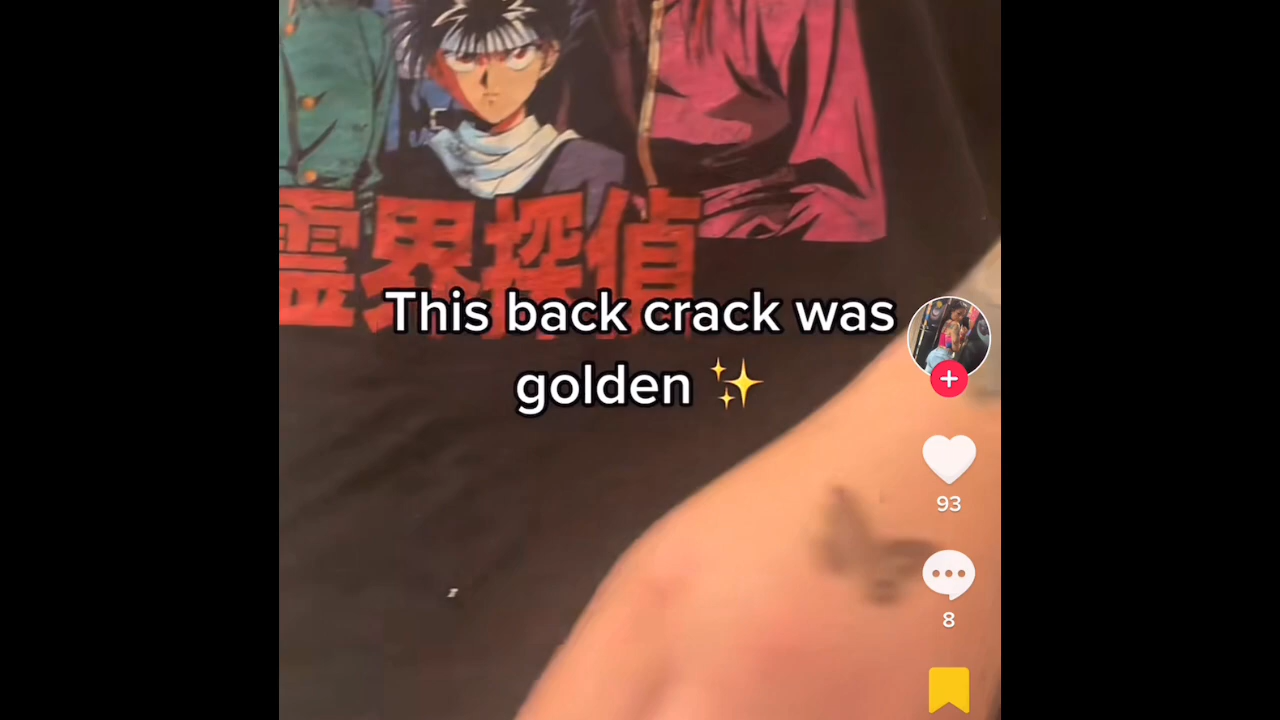 霊界探偵
This back crack was
golden ✨
93
8